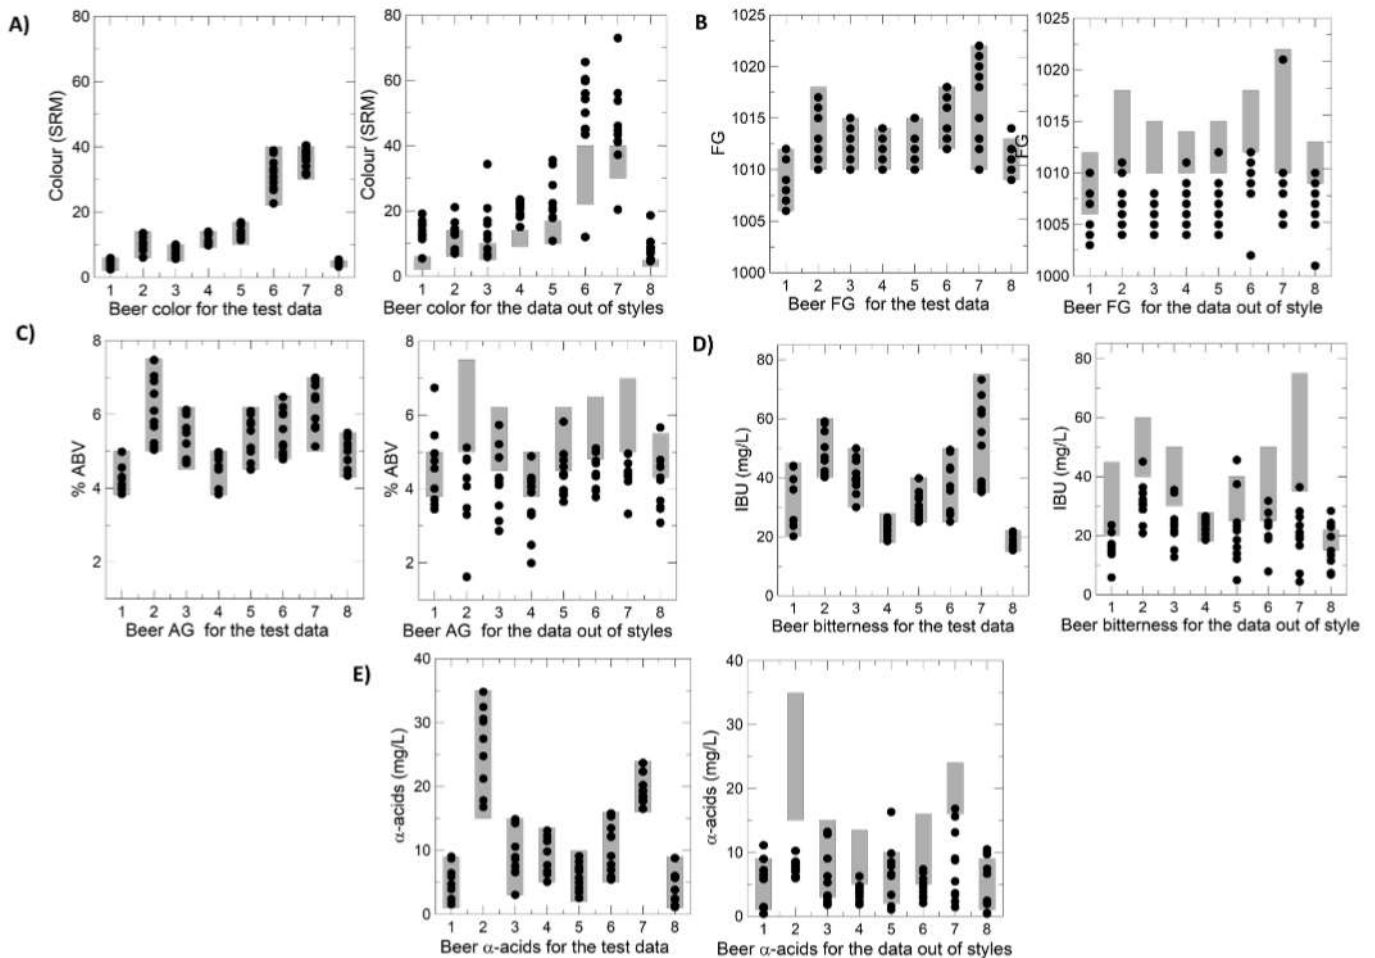 A)
80
60
40
20
0
Colour (SRM)
1 2 3 4 5 6 7 8
Beer color for the test data
80
60
40
20
0
Colour (SRM)
1 2 3 4 5 6 7 8
Beer color for the data out of styles
B
1025
1020
1015
1010
1005
1000
FG
1 2 3 4 5 6 7 8
Beer FG for the test data
1025
1020
1015
1010
1005
1000
FG
1 2 3 4 5 6 7 8
Beer FG for the data out of style
C)
8
6
4
2
% ABV
1 2 3 4 5 6 7 8
Beer AG for the test data
8
6
4
2
% ABV
1 2 3 4 5 6 7 8
Beer AG for the data out of styles
D)
80
60
40
20
0
IBU (mg/L)
1 2 3 4 5 6 7 8
Beer bitterness for the test data
80
60
40
20
0
IBU (mg/L)
1 2 3 4 5 6 7 8
Beer bitterness for the data out of style
E)
40
30
20
10
0
α-acids (mg/L)
1 2 3 4 5 6 7 8
Beer α-acids for the test data
40
30
20
10
0
α-acids (mg/L)
1 2 3 4 5 6 7 8
Beer α-acids for the data out of styles